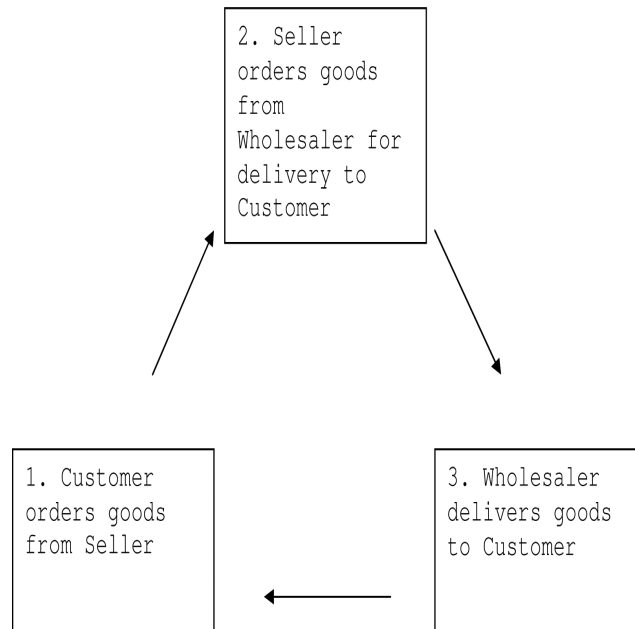 2. Seller
orders goods
from
Wholesaler for
delivery to
Customer
1. Customer
orders goods
from Seller
3. Wholesaler
delivers goods
to Customer